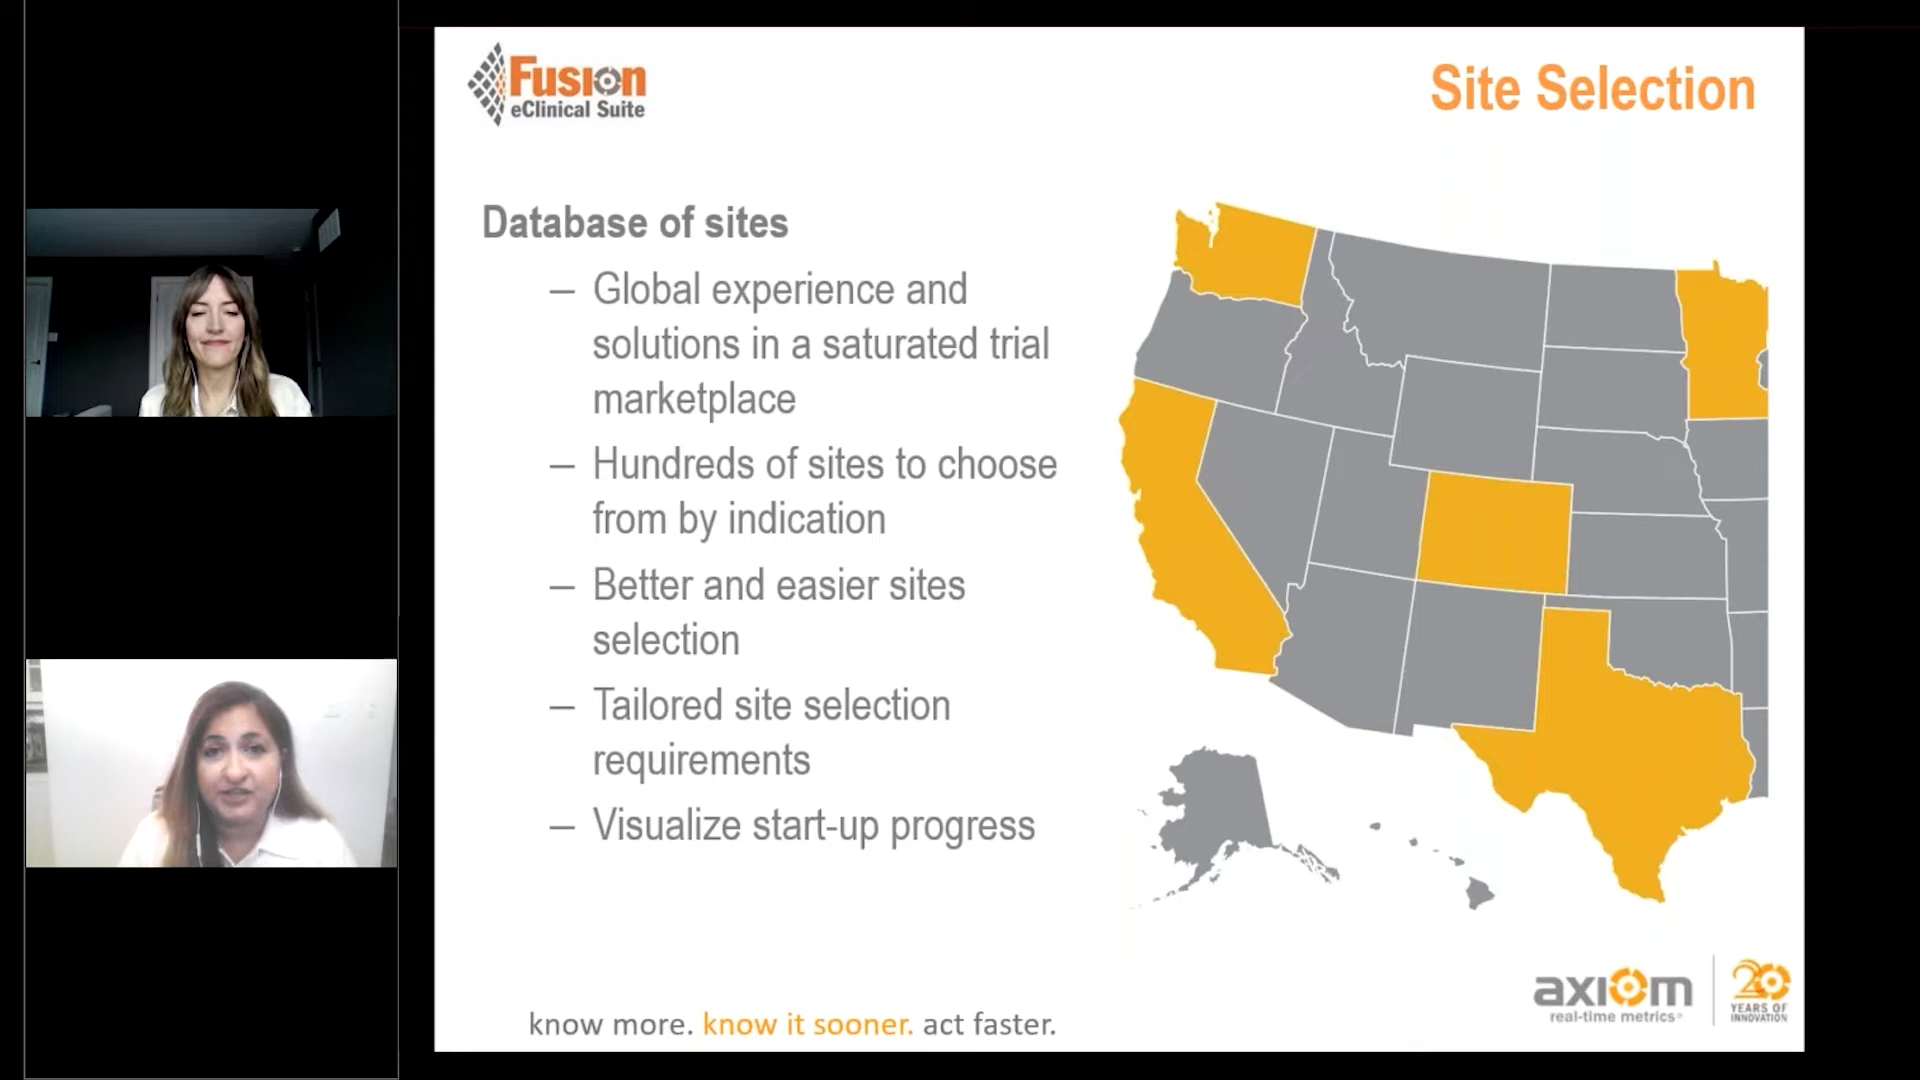 Fusion
eClinical Suite
Site Selection
Database of sites
– Global experience and
solutions in a saturated trial
marketplace
– Hundreds of sites to choose
from by indication
– Better and easier sites
selection
– Tailored site selection
requirements
– Visualize start-up progress
know more. know it sooner. act faster.
axiom
real-time metrics®
20
YEARS OF
INNOVATION